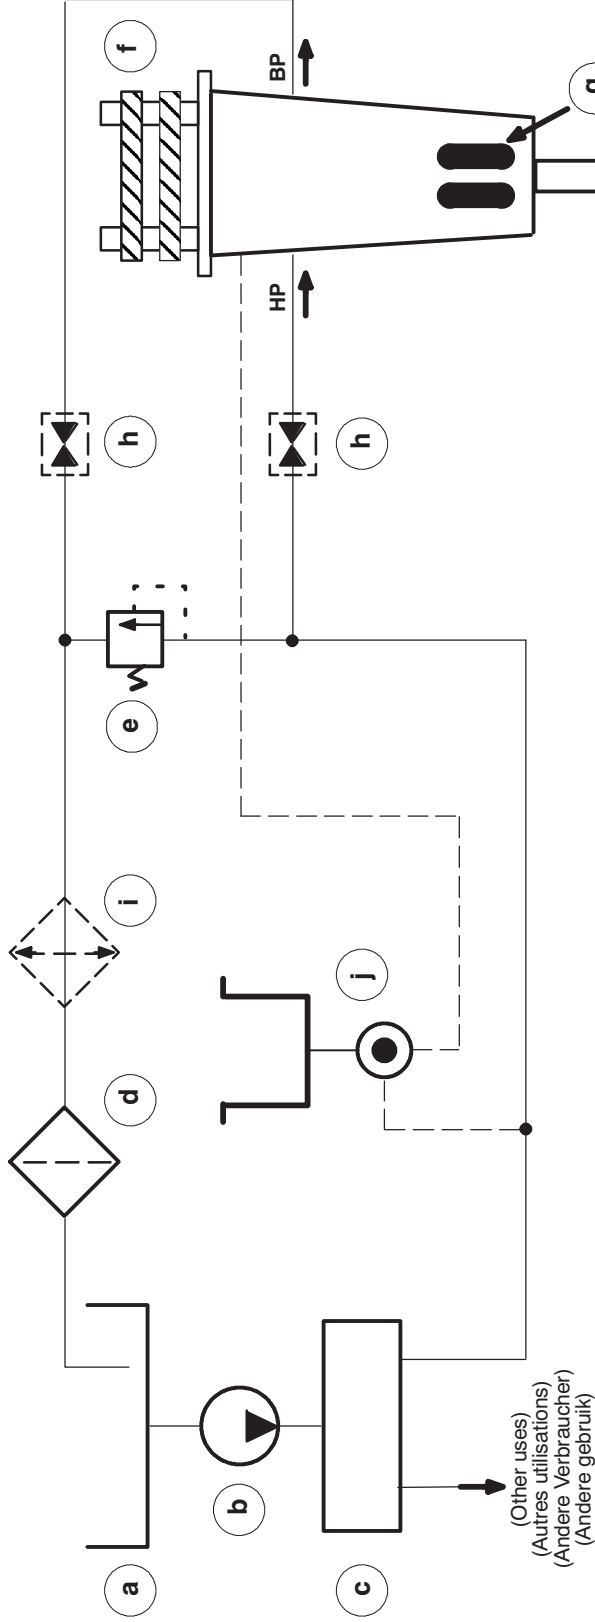 a
d
i
e
h
f
b
HP
BP
c
j
h
(Other uses)
(Autres utilisations)
(Andere Verbraucher)
(Andere gebruik)
g